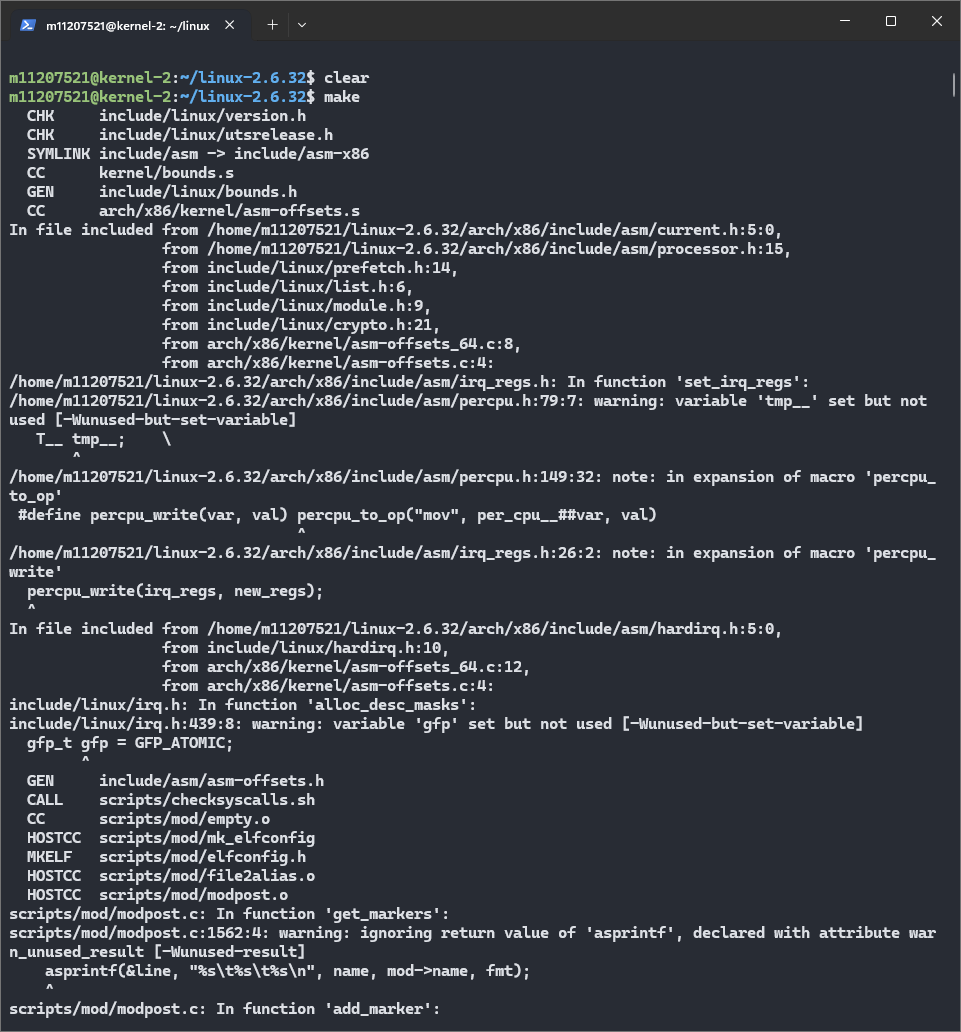 m11207521@kernel-2: ~/linux
m11207521@kernel-2:~/linux-2.6.32$ clear
m11207521@kernel-2:~/linux-2.6.32$ make
  CHK     include/linux/version.h
  CHK     include/linux/utsrelease.h
  SYMLINK include/asm -> include/asm-x86
  CC      kernel/bounds.s
  GEN     include/linux/bounds.h
  CC      arch/x86/kernel/asm-offsets.s
In file included from /home/m11207521/linux-2.6.32/arch/x86/include/asm/current.h:5:0,
                 from /home/m11207521/linux-2.6.32/arch/x86/include/asm/processor.h:15,
                 from include/linux/prefetch.h:14,
                 from include/linux/list.h:6,
                 from include/linux/module.h:9,
                 from include/linux/crypto.h:21,
                 from arch/x86/kernel/asm-offsets_64.c:8,
                 from arch/x86/kernel/asm-offsets.c:4:
/home/m11207521/linux-2.6.32/arch/x86/include/asm/irq_regs.h: In function 'set_irq_regs':
/home/m11207521/linux-2.6.32/arch/x86/include/asm/percpu.h:79:7: warning: variable 'tmp__' set but not
used [-Wunused-but-set-variable]
   T__ tmp__;    \
       ^
/home/m11207521/linux-2.6.32/arch/x86/include/asm/percpu.h:149:32: note: in expansion of macro 'percpu_
to_op'
 #define percpu_write(var, val) percpu_to_op("mov", per_cpu__##var, val)
                                ^
/home/m11207521/linux-2.6.32/arch/x86/include/asm/irq_regs.h:26:2: note: in expansion of macro 'percpu_
write'
  percpu_write(irq_regs, new_regs);
  ^
In file included from /home/m11207521/linux-2.6.32/arch/x86/include/asm/hardirq.h:5:0,
                 from include/linux/hardirq.h:10,
                 from arch/x86/kernel/asm-offsets_64.c:12,
                 from arch/x86/kernel/asm-offsets.c:4:
include/linux/irq.h: In function 'alloc_desc_masks':
include/linux/irq.h:439:8: warning: variable 'gfp' set but not used [-Wunused-but-set-variable]
  gfp_t gfp = GFP_ATOMIC;
        ^
  GEN     include/asm/asm-offsets.h
  CALL    scripts/checksyscalls.sh
  CC      scripts/mod/empty.o
  HOSTCC  scripts/mod/mk_elfconfig
  MKELF   scripts/mod/elfconfig.h
  HOSTCC  scripts/mod/file2alias.o
  HOSTCC  scripts/mod/modpost.o
scripts/mod/modpost.c: In function 'get_markers':
scripts/mod/modpost.c:1562:4: warning: ignoring return value of 'asprintf', declared with attribute war
n_unused_result [-Wunused-result]
    asprintf(&line, "%s\t%s\t%s\n", name, mod->name, fmt);
    ^
scripts/mod/modpost.c: In function 'add_marker':